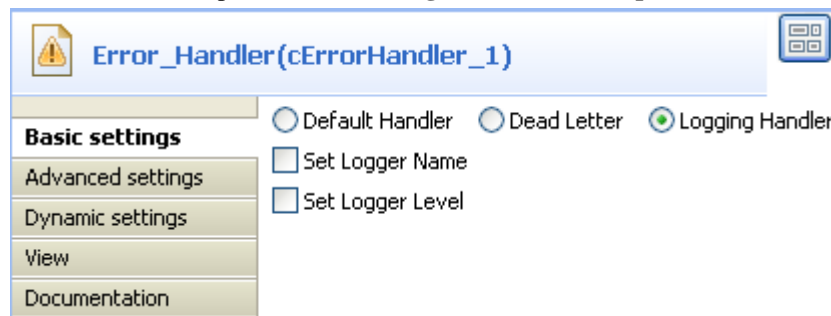 Error_Handler(cErrorHandler_1)
Default Handler Dead Letter Logging Handler
Basic settings
Set Logger Name
Advanced settings
Set Logger Level
Dynamic settings
View
Documentation